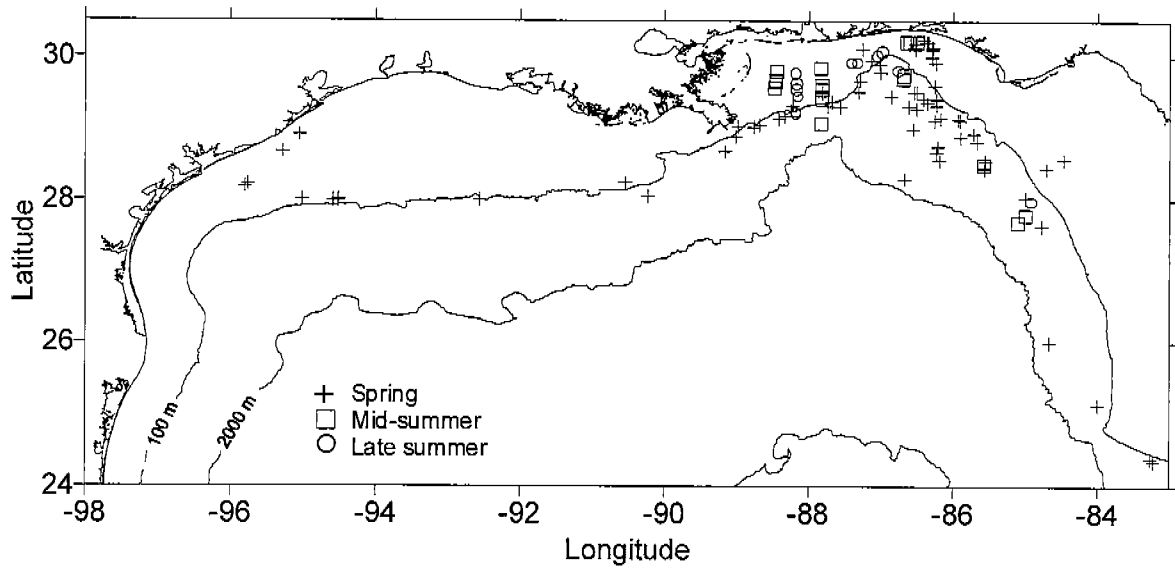 30
28
26
24
Latitude
100 m
2000 m
Spring
Mid-summer
Late summer
-98
-96
-94
-92
-90
-88
-86
-84
Longitude